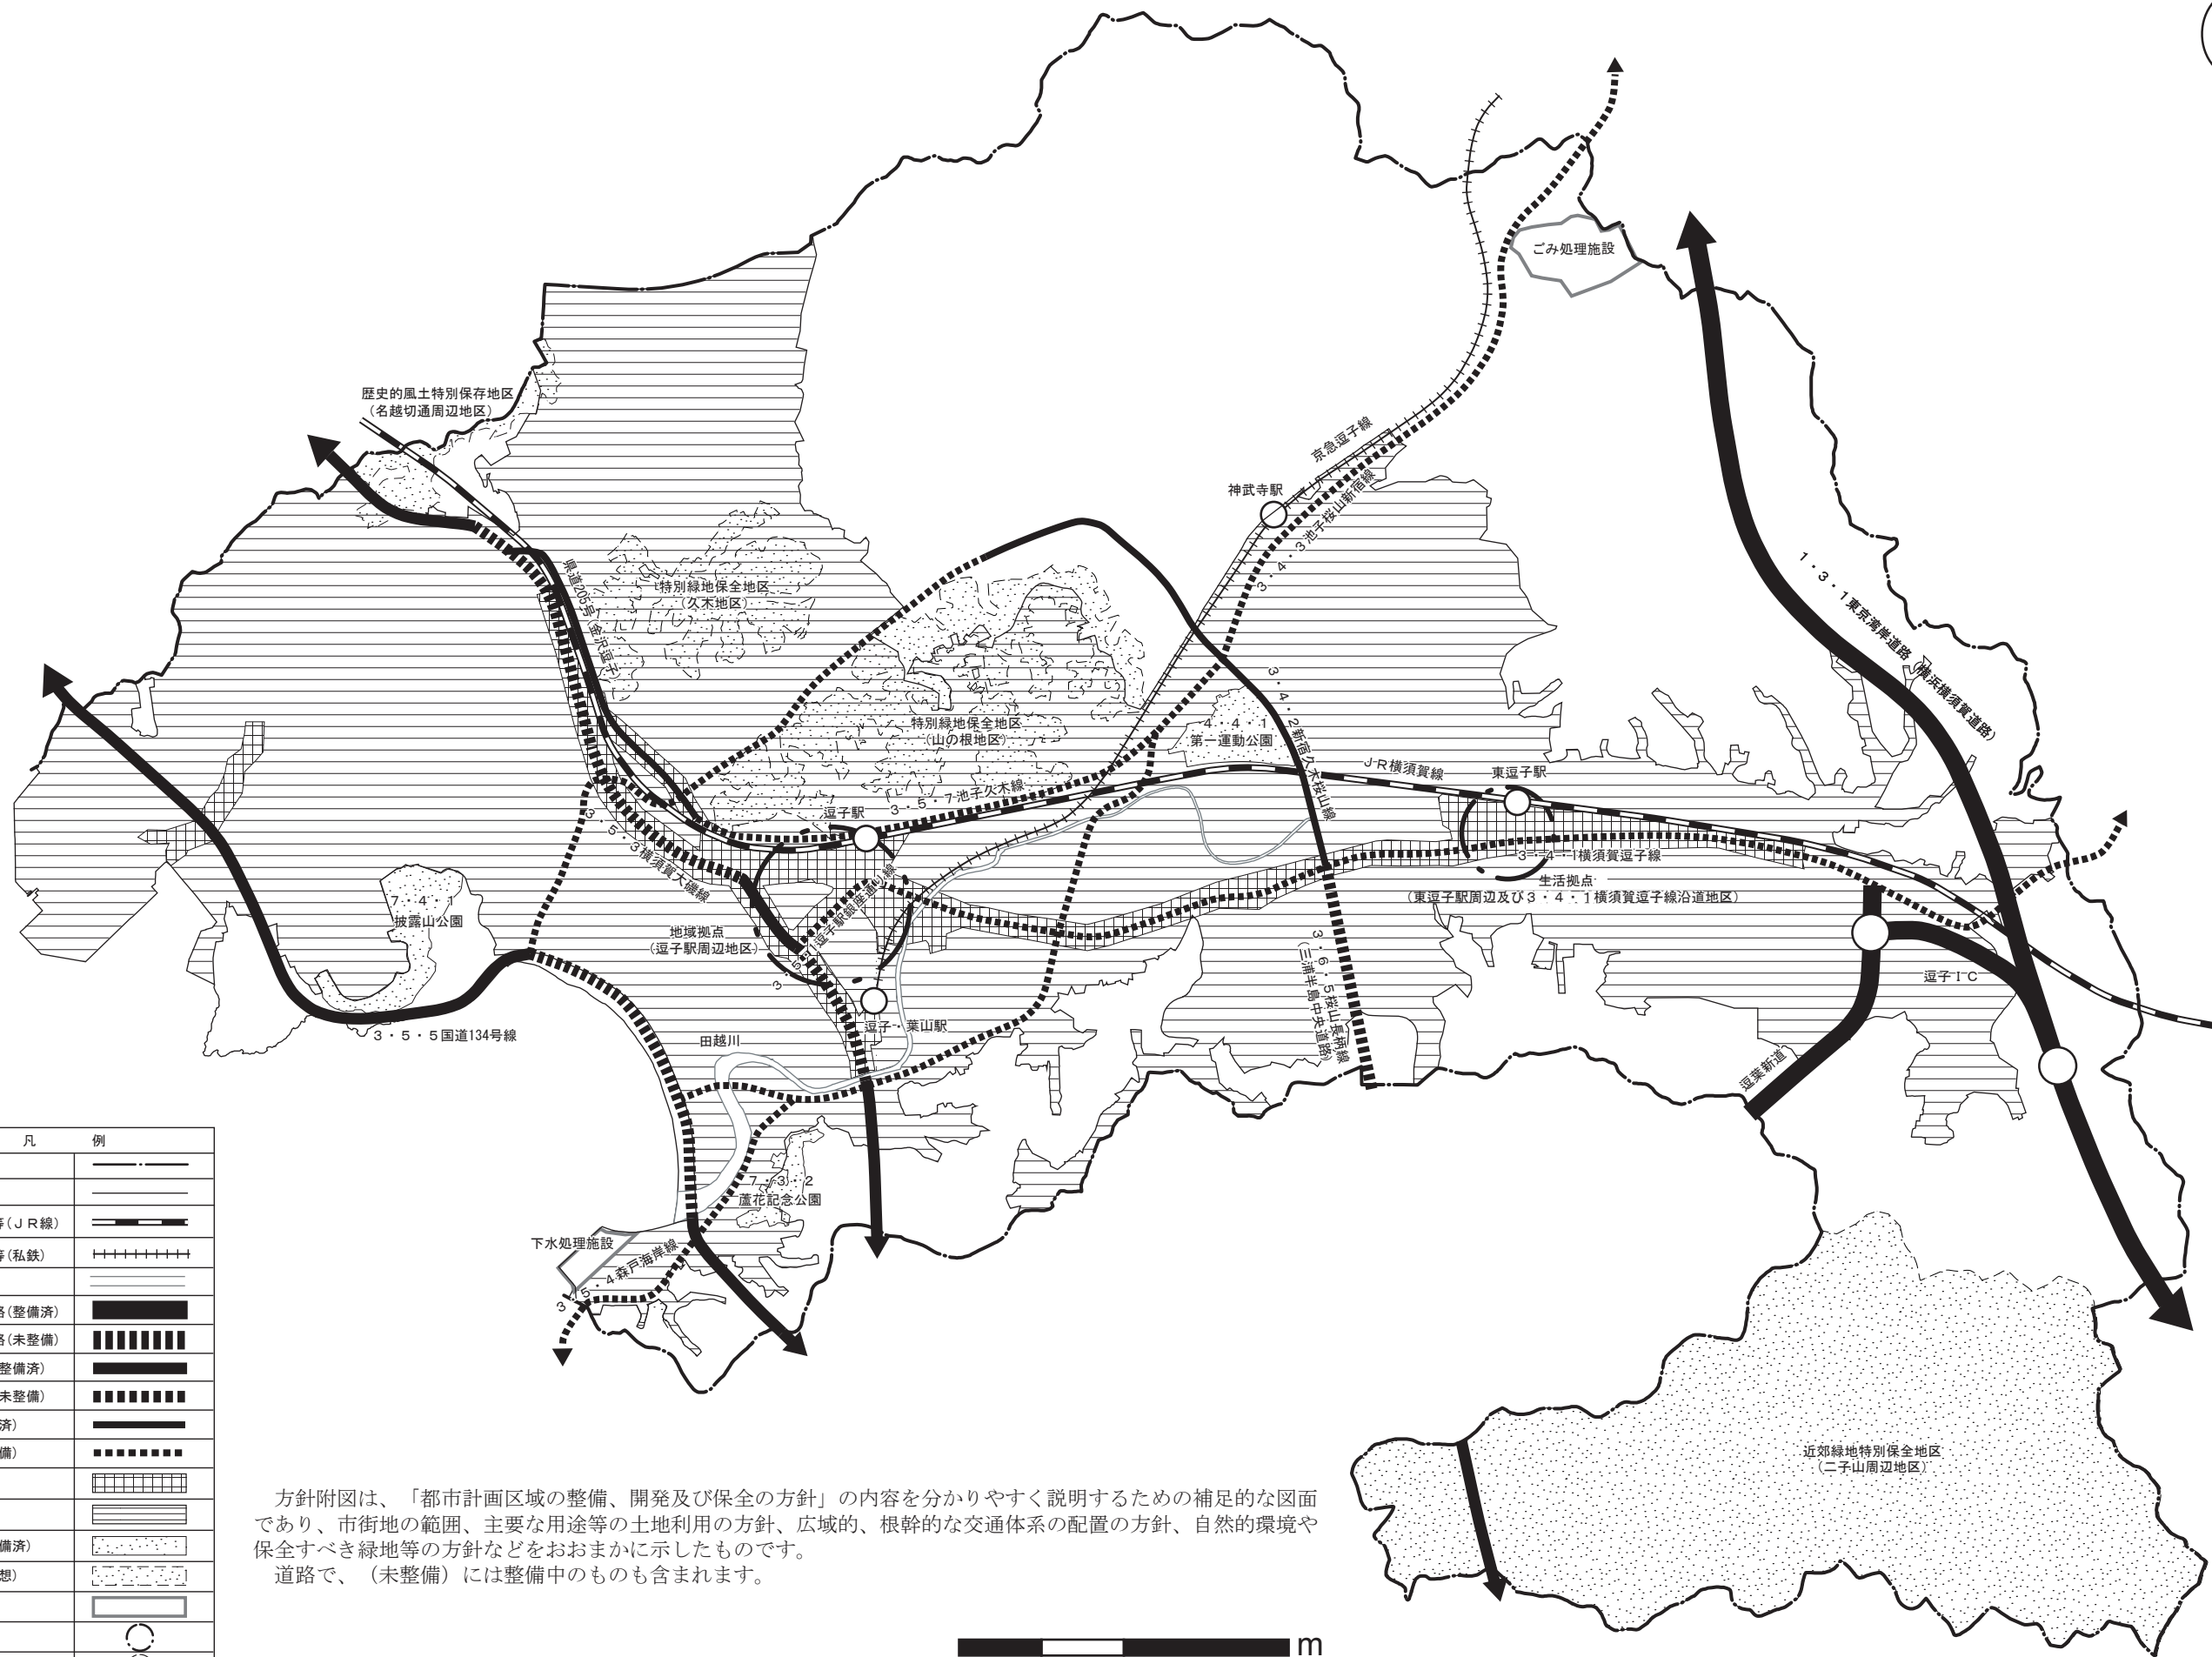 ごみ処理施設
歴史的風土特別保存地区
（名越切通周辺地区）
京急逗子線
神武寺駅
3・4・3池子桜山新宿線
1・3・1東京湾岸道路（横浜横須賀道路）
県道205号（金沢逗子）
特別緑地保全地区
（久木地区）
特別緑地保全地区
（山の根地区）
4・4・1
第一運動公園
3・4・2新宿久木桜山線
JR横須賀線
東逗子駅
3・5・7池子久木線
逗子駅
3・5・3横須賀大磯線
3・4・1横須賀逗子線
生活拠点
（東逗子駅周辺及び3・4・1横須賀逗子線沿道地区）
7・4・1
披露山公園
地域拠点
（逗子駅周辺地区）
3・6・5桜山長柄線
（三浦半島中央道路）
逗子IC
逗子・葉山駅
3・5・5国道134号線
田越川
逗葉新道
7・3・2
蘆花記念公園
下水処理施設
3・5・4森戸海岸線
近郊緑地特別保全地区
（二子山周辺地区）
凡例
（JR線）
（私鉄）
（整備済）
（未整備）
整備済）
未整備）
済）
備）
備済）
想）
方針附図は、「都市計画区域の整備、開発及び保全の方針」の内容を分かりやすく説明するための補足的な図面
であり、市街地の範囲、主要な用途等の土地利用の方針、広域的、根幹的な交通体系の配置の方針、自然的環境や
保全すべき緑地等の方針などをおおまかに示したものです。
道路で、（未整備）には整備中のものも含まれます。
m